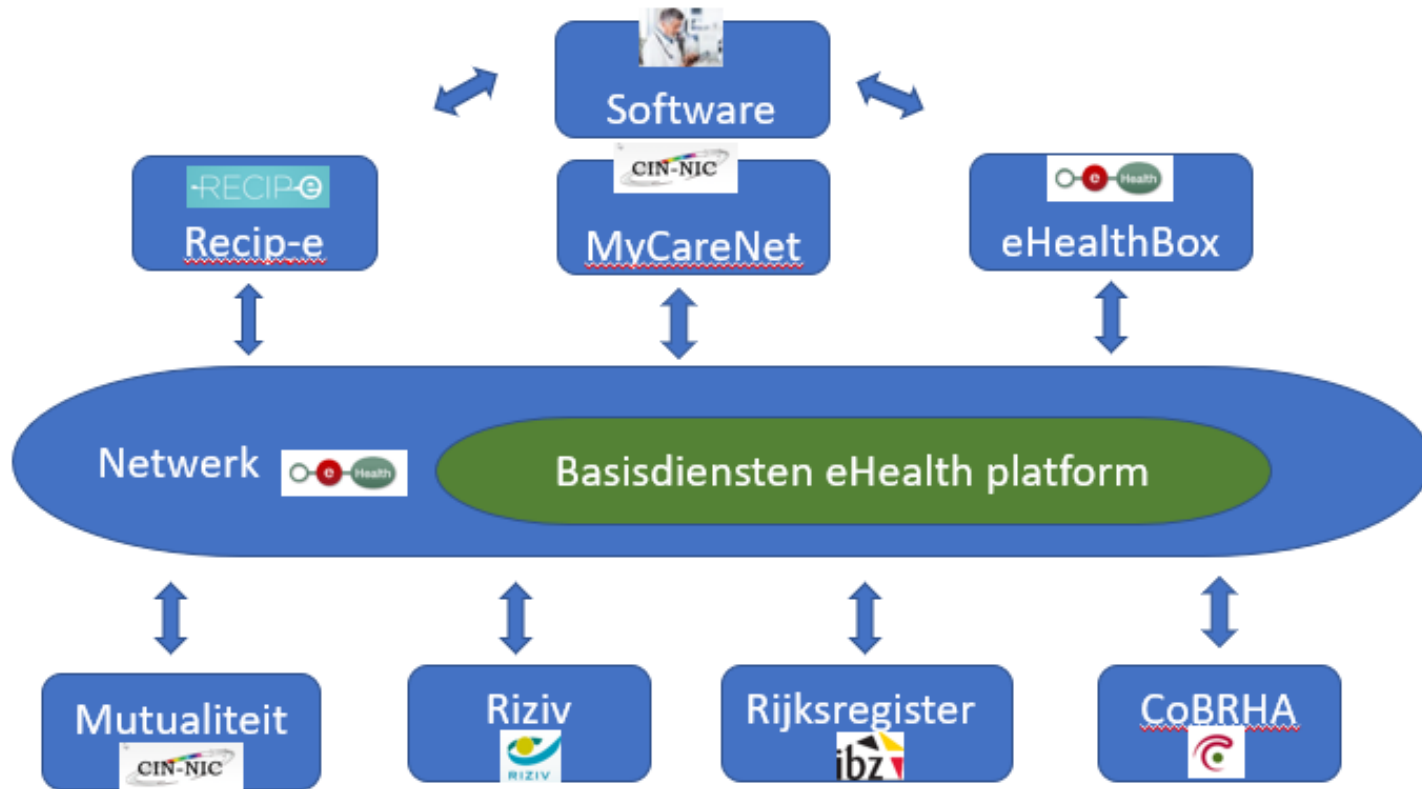 Software
CIN-NIC
MyCareNet
RECIP-e
Recip-e
e Health
eHealthBox
Netwerk
e Health
Basisdiensten eHealth platform
Mutualiteit
CIN-NIC
Riziv
RIZIV
Rijksregister
ibz
CoBRHA